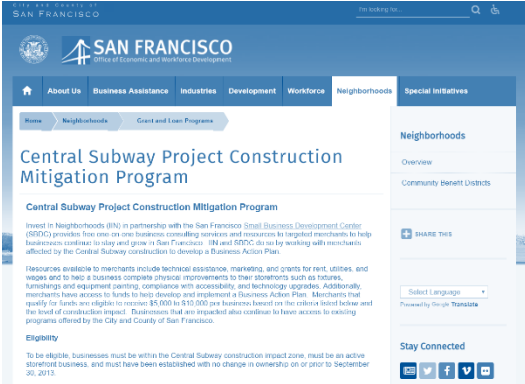 City and County of
SAN FRANCISCO
I'm looking for...
SAN FRANCISCO
Office of Economic and Workforce Development
About Us Business Assistance Industries Development Workforce Neighborhoods Special Initiatives
Home Neighborhoods Grant and Loan Programs
Central Subway Project Construction
Mitigation Program
Central Subway Project Construction Mitigation Program
Invest In Neighborhoods (IIN) in partnership with the San Francisco Small Business Development Center
(SBDC) provides free one on one business consulting services and resources to targeted merchants to help
businesses continue to stay and grow in San Francisco. IIN and SBDC do so by working with merchants
affected by the Central Subway construction to develop a Business Action Plan.
Resources available to merchants include technical assistance, marketing, and grants for rent, utilities, and
wages and to help a business complete physical improvements to their storefronts such as fixtures,
furnishings and equipment painting, compliance with accessibility, and technology upgrades. Additionally,
merchants have access to funds to help develop and implement a Business Action Plan. Merchants that
qualify for funds are eligible to receive $5,000 to $10,000 per business based on the criteria listed below and
the level of construction impact. Businesses that are impacted also continue to have access to existing
programs offered by the City and County of San Francisco.
Eligibility
To be eligible, businesses must be within the Central Subway construction impact zone, must be an active
storefront business, and must have been established with no change in ownership on or prior to September
30, 2013.
Neighborhoods
Overview
Community Benefit Districts
SHARE THIS
Select Language
Powered by Google Translate
Stay Connected